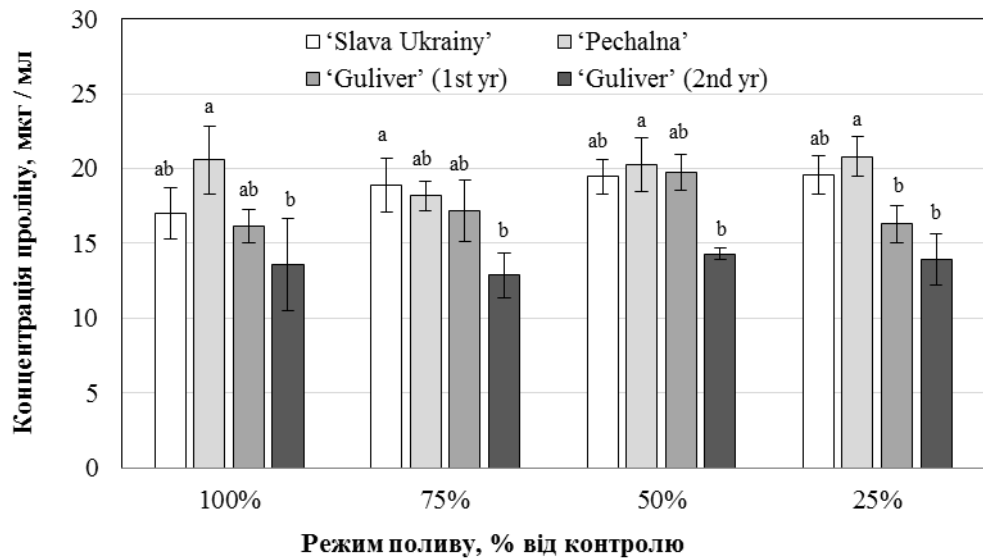 Концентрація проліну, мкг / мл
30
25
20
15
10
5
0
‘Slava Ukrainy’ ‘Pechalna’
‘Guliver’ (1st yr) ‘Guliver’ (2nd yr)
ab a ab b
a ab ab b
ab a ab b
ab a b b
100% 75% 50% 25%
Режим поливу, % від контролю